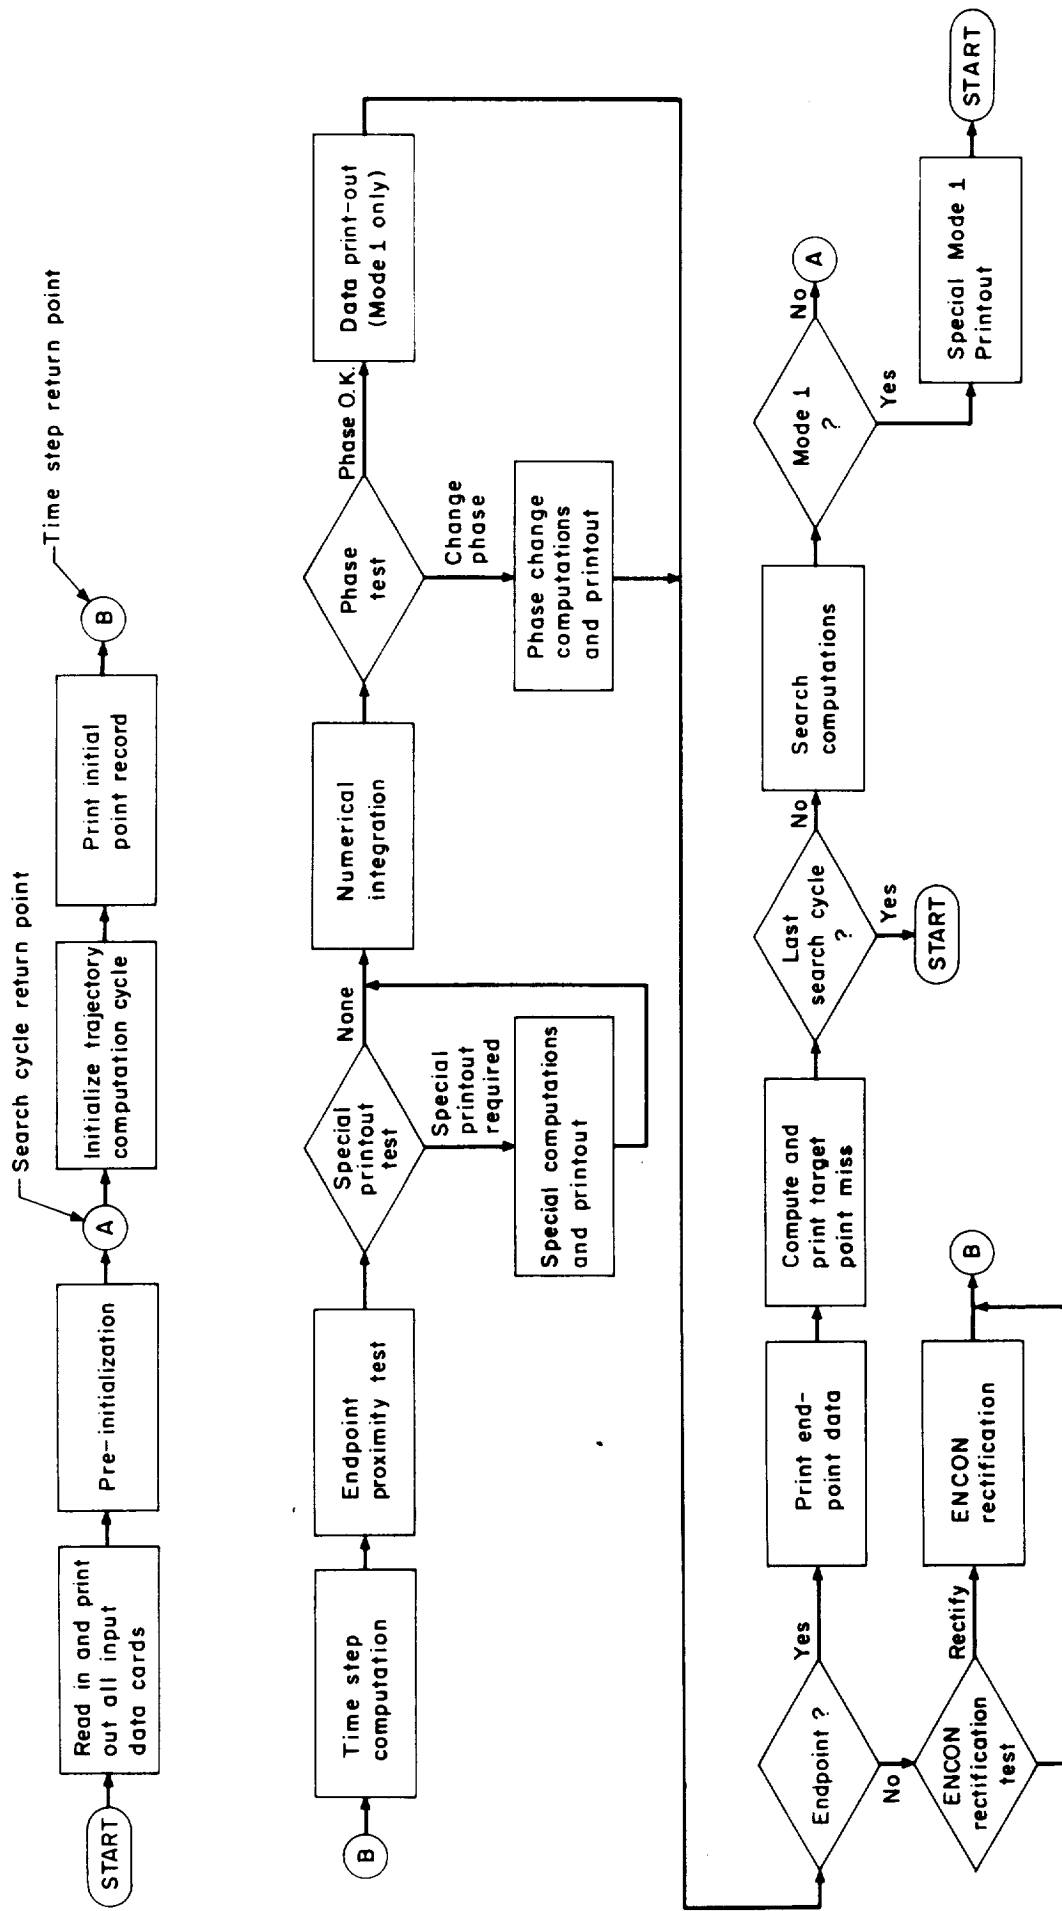 Search cycle return point
Time step return point
START
Read in and print
out all input
data cards
Pre-initialization
A
Initialize trajectory
computation cycle
Print initial
point record
B
B
Time step
computation
Endpoint
proximity test
Special
printout
test
None
Special
printout
required
Special computations
and printout
Numerical
integration
Phase
test
Phase O.K.
Change
phase
Phase change
computations
and printout
Data print-out
(Mode 1 only)
Endpoint ?
Yes
No
Print end-
point data
Compute and
print target
point miss
Last
search cycle
?
No
Yes
START
Search
computations
Mode 1
?
No
A
Yes
Special Mode 1
Printout
START
ENCON
rectification
test
Rectify
ENCON
rectification
B